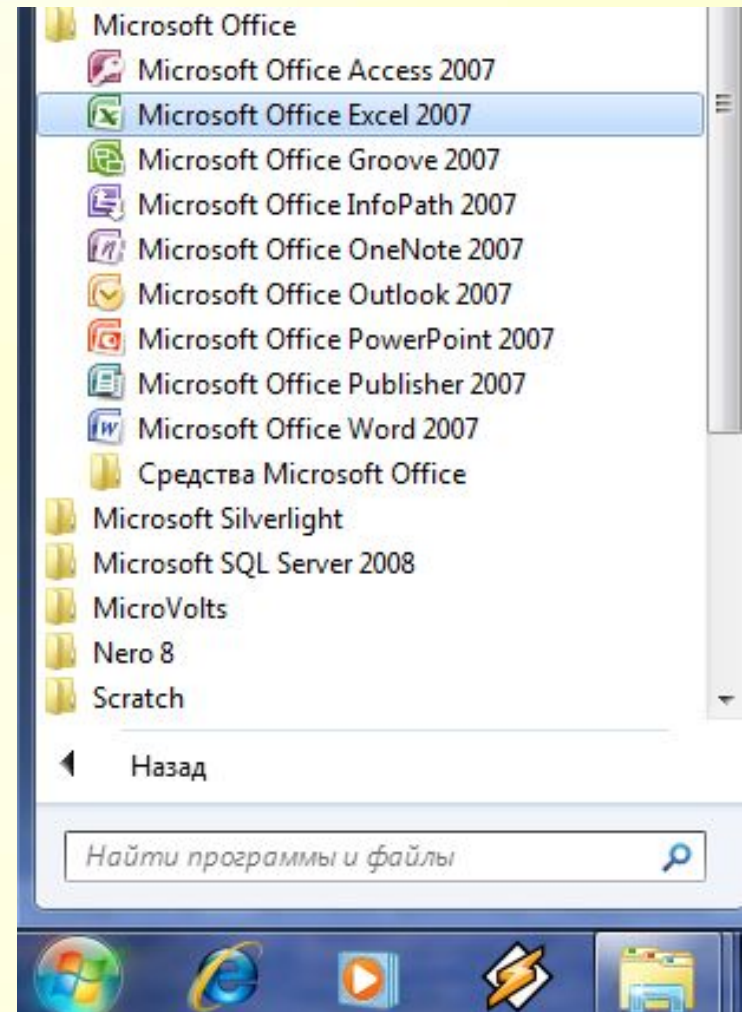 Microsoft Office
Microsoft Office Access 2007
Microsoft Office Excel 2007
Microsoft Office Groove 2007
Microsoft Office InfoPath 2007
Microsoft Office OneNote 2007
Microsoft Office Outlook 2007
Microsoft Office PowerPoint 2007
Microsoft Office Publisher 2007
Microsoft Office Word 2007
Средства Microsoft Office
Microsoft Silverlight
Microsoft SQL Server 2008
MicroVolts
Nero 8
Scratch
Назад
Найти программы и файлы